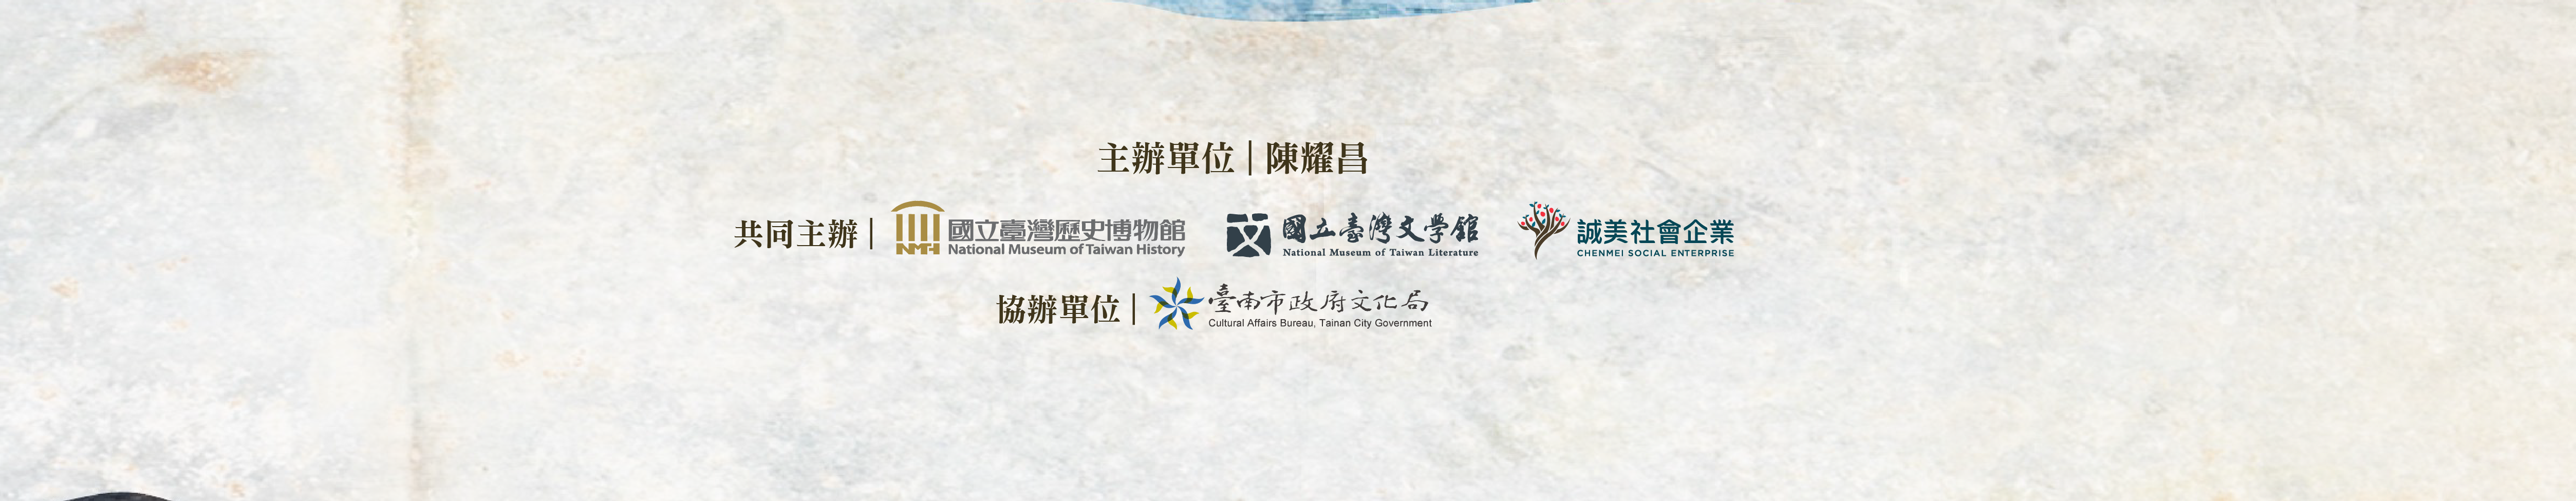 主辦單位｜陳耀昌
共同主辦｜ NMTH 國立臺灣歷史博物館 國立臺灣文學館 誠美社會企業
National Museum of Taiwan History National Museum of Taiwan Literature CHENMEI SOCIAL ENTERPRISE
協辦單位｜ 臺南市政府文化局
Cultural Affairs Bureau, Tainan City Government